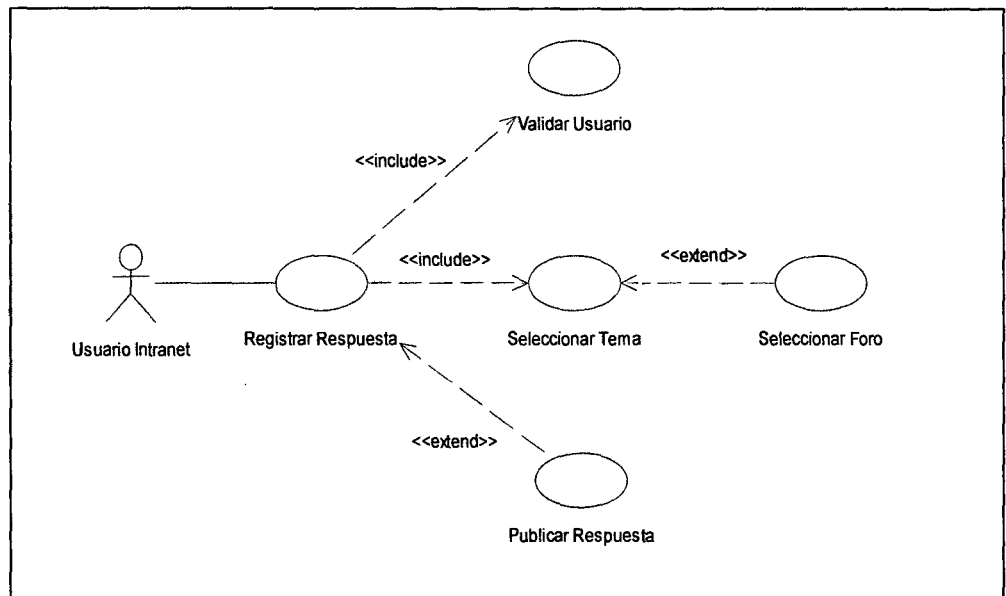 Validar Usuario
<<include>>
<<include>>
<<extend>>
Usuario Intranet
Registrar Respuesta
Seleccionar Tema
Seleccionar Foro
<<extend>>
Publicar Respuesta